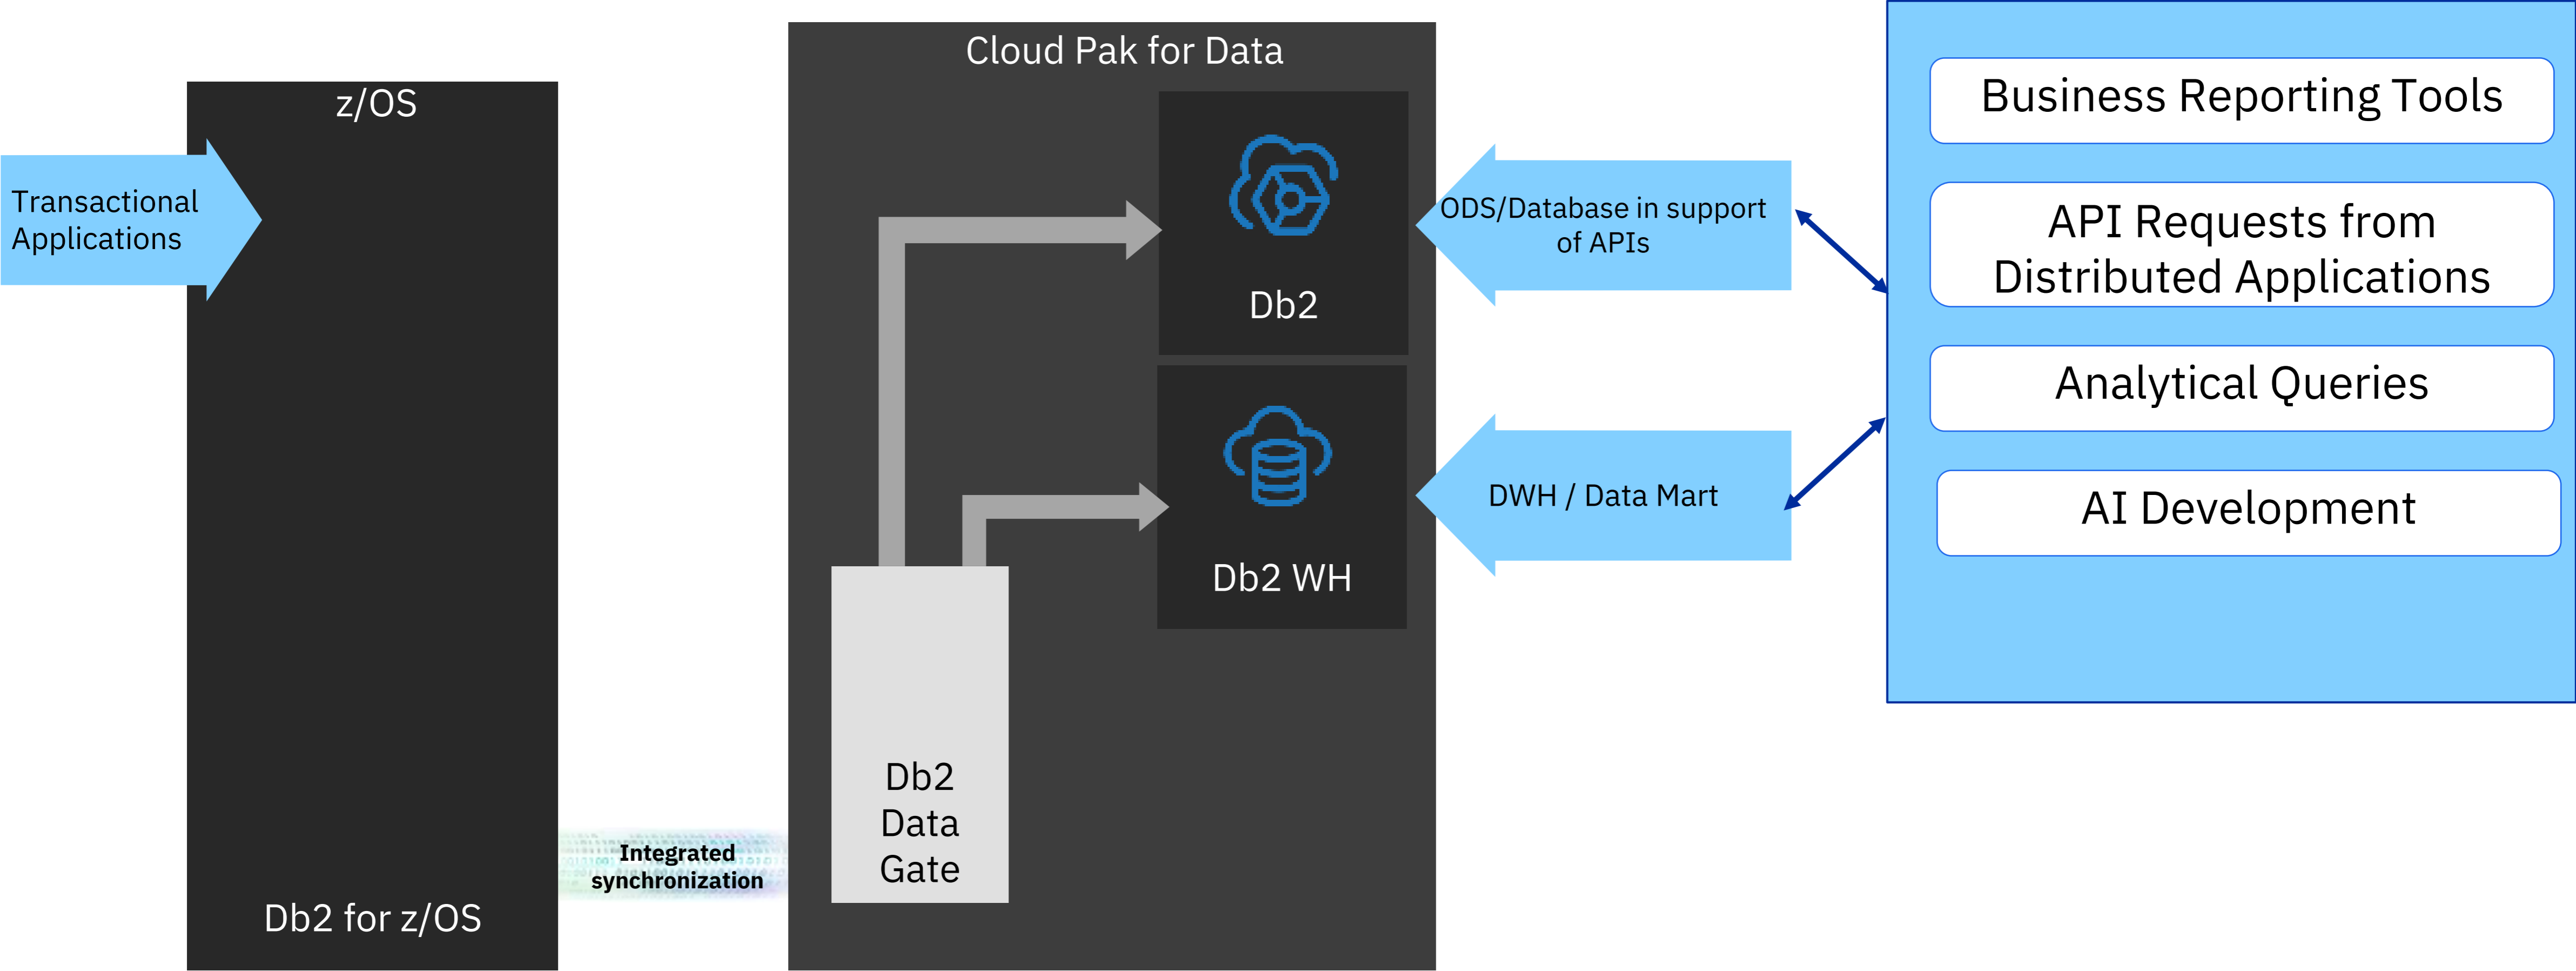 z/OS
Transactional
Applications
Db2 for z/OS
Integrated
synchronization
Cloud Pak for Data
Db2
Db2 WH
Db2
Data
Gate
ODS/Database in support
of APIs
DWH / Data Mart
Business Reporting Tools
API Requests from
Distributed Applications
Analytical Queries
AI Development